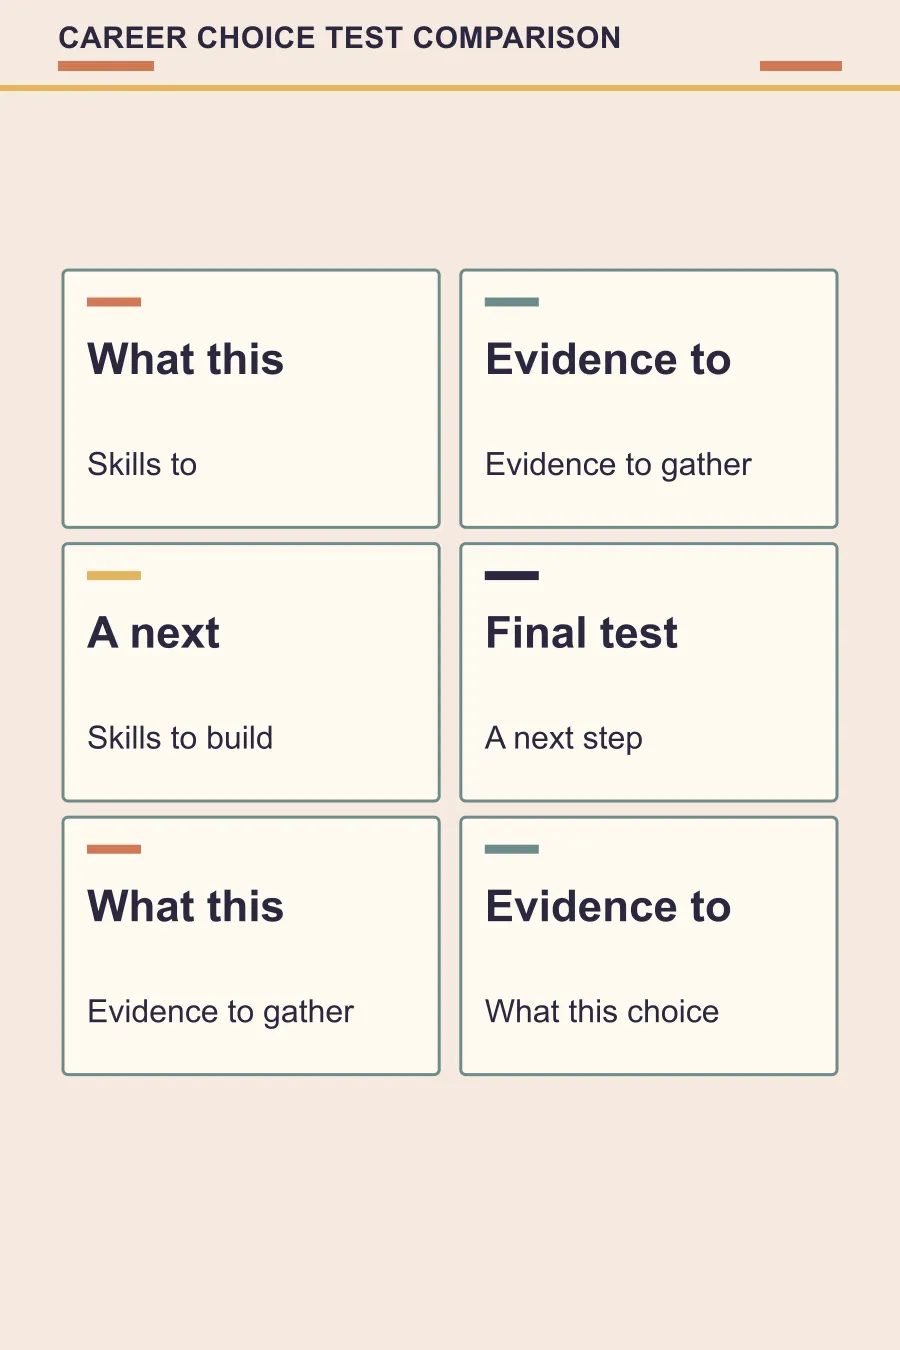 CAREER CHOICE TEST COMPARISON
What this
Skills to
Evidence to
Evidence to gather
A next
Skills to build
Final test
A next step
What this
Evidence to gather
Evidence to
What this choice